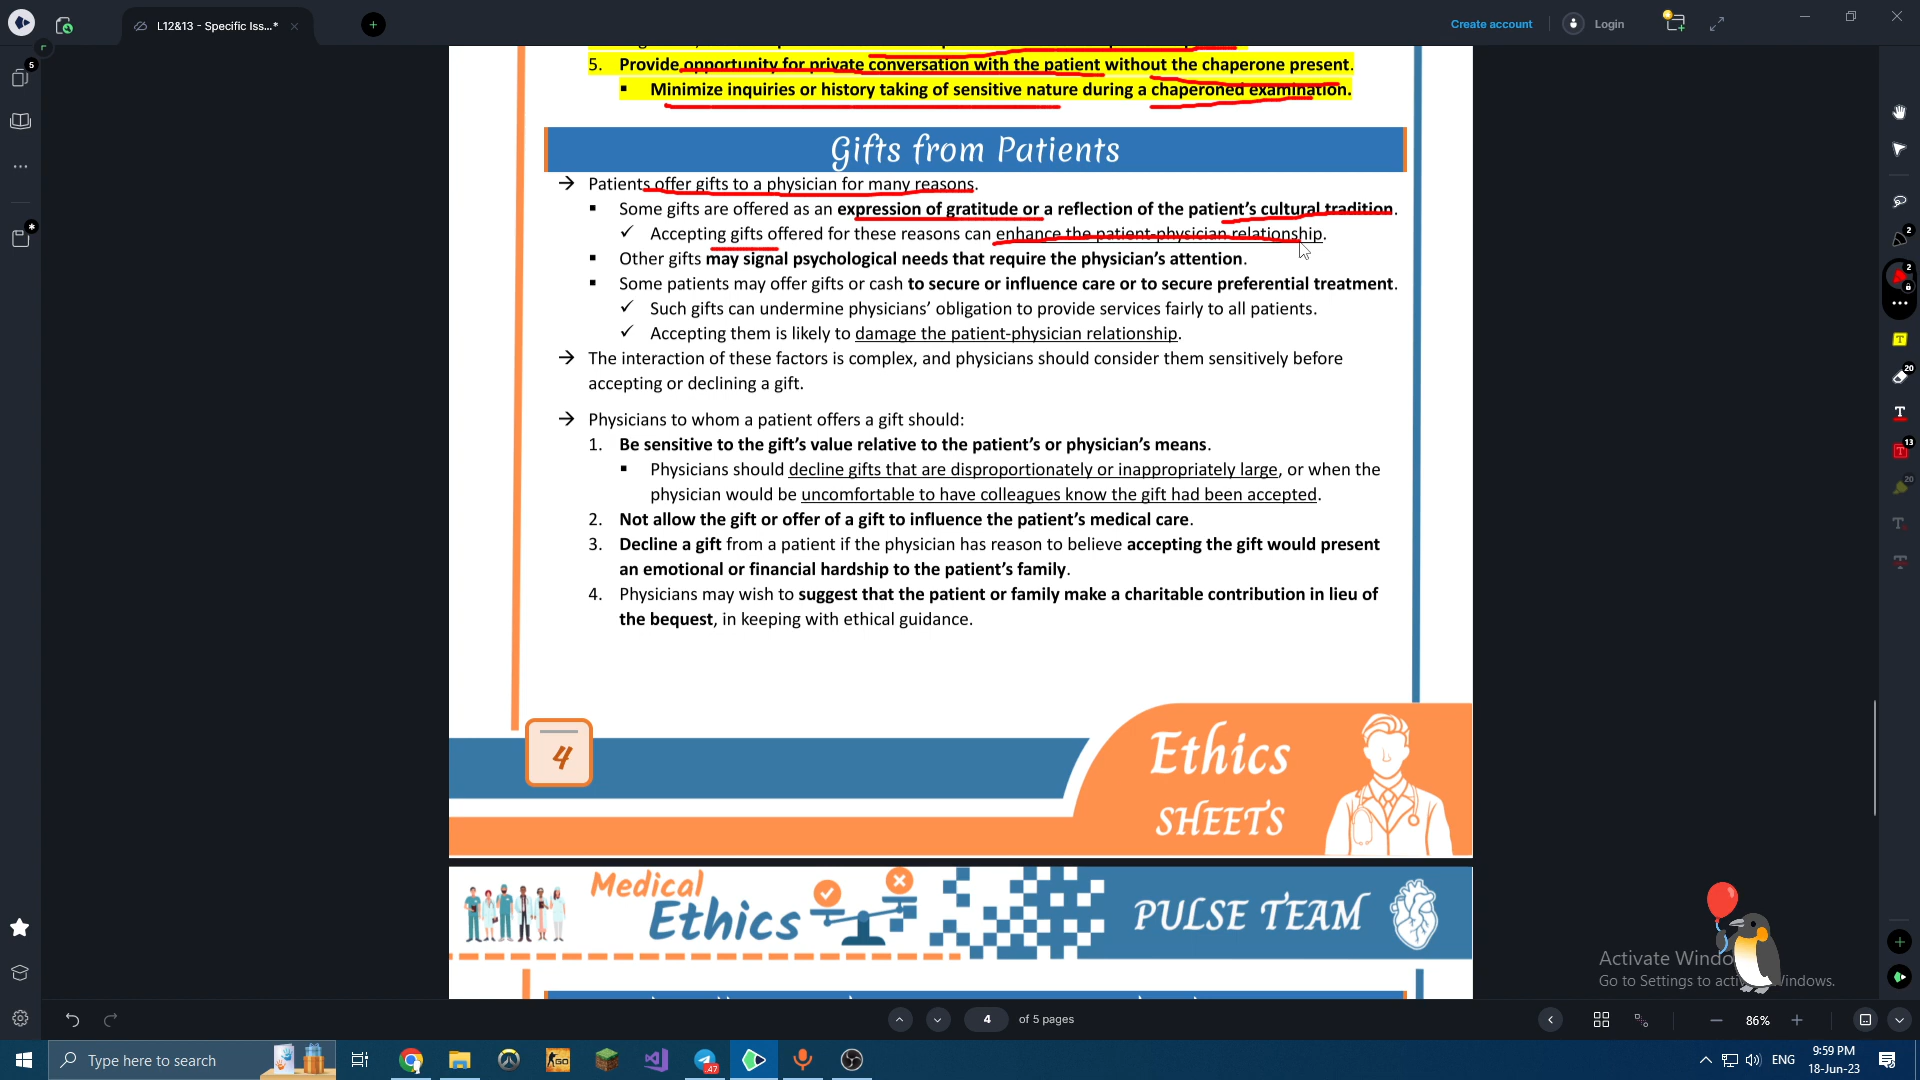 L12&13 - Specific Iss...*
Create account
Login
5. Provide opportunity for private conversation with the patient without the chaperone present.
▪ Minimize inquiries or history taking of sensitive nature during a chaperoned examination.
Gifts from Patients
→ Patients offer gifts to a physician for many reasons.
▪ Some gifts are offered as an expression of gratitude or a reflection of the patient's cultural tradition.
✓ Accepting gifts offered for these reasons can enhance the patient-physician relationship.
▪ Other gifts may signal psychological needs that require the physician's attention.
▪ Some patients may offer gifts or cash to secure or influence care or to secure preferential treatment.
✓ Such gifts can undermine physicians' obligation to provide services fairly to all patients.
✓ Accepting them is likely to damage the patient-physician relationship.
→ The interaction of these factors is complex, and physicians should consider them sensitively before
accepting or declining a gift.
→ Physicians to whom a patient offers a gift should:
1. Be sensitive to the gift's value relative to the patient's or physician's means.
▪ Physicians should decline gifts that are disproportionately or inappropriately large, or when the
physician would be uncomfortable to have colleagues know the gift had been accepted.
2. Not allow the gift or offer of a gift to influence the patient's medical care.
3. Decline a gift from a patient if the physician has reason to believe accepting the gift would present
an emotional or financial hardship to the patient's family.
4. Physicians may wish to suggest that the patient or family make a charitable contribution in lieu of
the bequest, in keeping with ethical guidance.
4
Ethics
SHEETS
Medical
Ethics
PULSE TEAM
Activate Windo
Go to Settings to acti
indows.
4 of 5 pages
86%
Type here to search
GO
47
ENG
9:59 PM
18-Jun-23
5
2
2
20
13
20